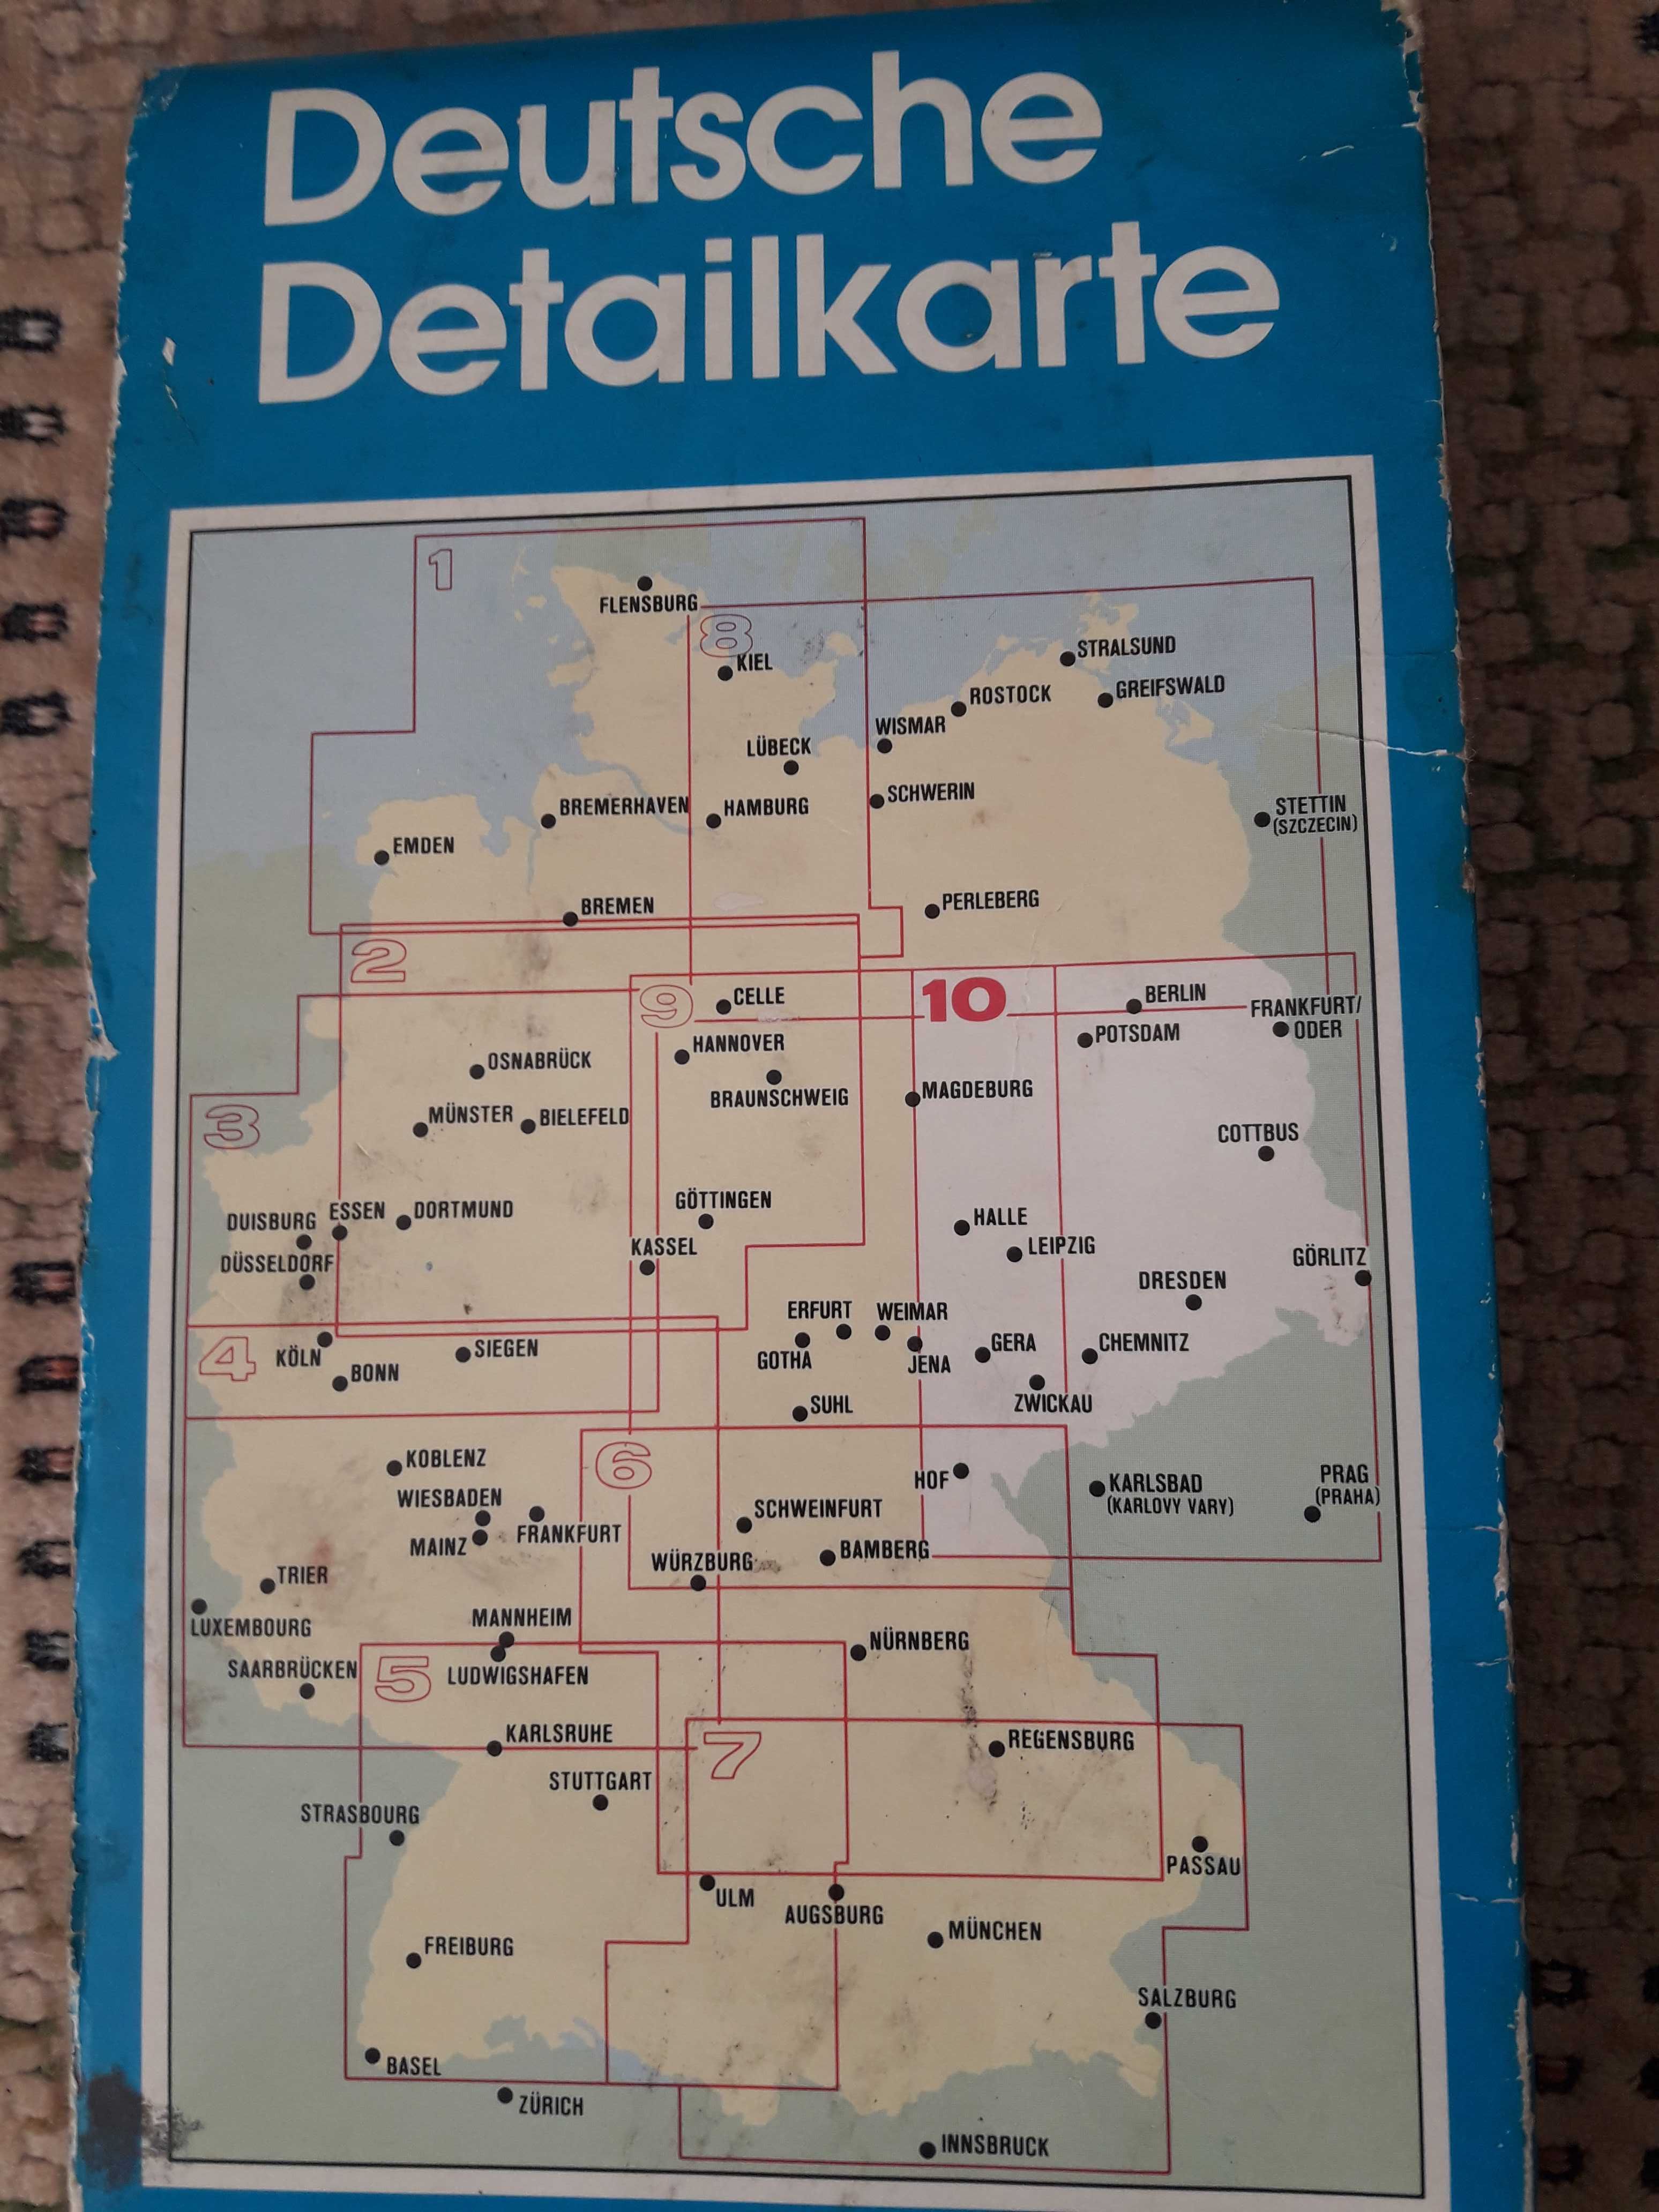 Deutsche
Detailkarte
1
FLENSBURG
8
KIEL
STRALSUND
GREIFSWALD
ROSTOCK
WISMAR
LÜBECK
SCHWERIN
BREMERHAVEN
HAMBURG
STETTIN
(SZCZECIN)
EMDEN
BREMEN
PERLEBERG
2
9
CELLE
10
BERLIN
FRANKFURT/
ODER
POTSDAM
HANNOVER
OSNABRÜCK
BRAUNSCHWEIG
MAGDEBURG
3
MÜNSTER
BIELEFELD
COTTBUS
GÖTTINGEN
DUISBURG
ESSEN
DORTMUND
HALLE
LEIPZIG
KASSEL
DÜSSELDORF
GÖRLITZ
DRESDEN
ERFURT
WEIMAR
4
KÖLN
SIEGEN
GOTHA
JENA
GERA
CHEMNITZ
BONN
SUHL
ZWICKAU
KOBLENZ
6
HOF
KARLSBAD
(KARLOVY VARY)
PRAG
(PRAHA)
WIESBADEN
SCHWEINFURT
MAINZ
FRANKFURT
WÜRZBURG
BAMBERG
TRIER
LUXEMBOURG
MANNHEIM
NÜRNBERG
SAARBRÜCKEN
5
LUDWIGSHAFEN
KARLSRUHE
7
REGENSBURG
STUTTGART
STRASBOURG
PASSAU
ULM
AUGSBURG
MÜNCHEN
FREIBURG
SALZBURG
BASEL
ZÜRICH
INNSBRUCK